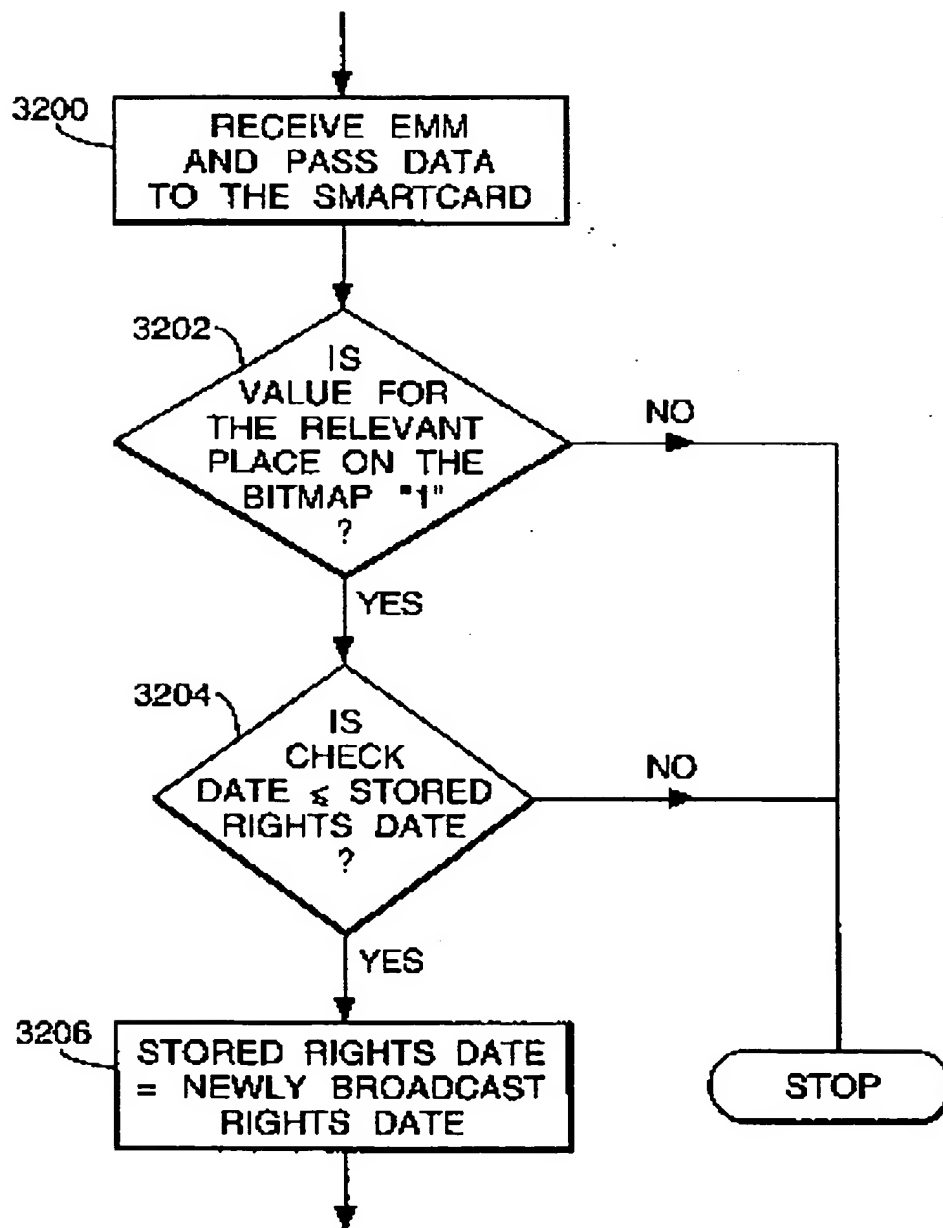 3200
RECEIVE EMM
AND PASS DATA
TO THE SMARTCARD
3202
IS
VALUE FOR
THE RELEVANT
PLACE ON THE
BITMAP "1"
?
NO
YES
3204
IS
CHECK
DATE ≤ STORED
RIGHTS DATE
?
NO
YES
3206
STORED RIGHTS DATE
= NEWLY BROADCAST
RIGHTS DATE
STOP